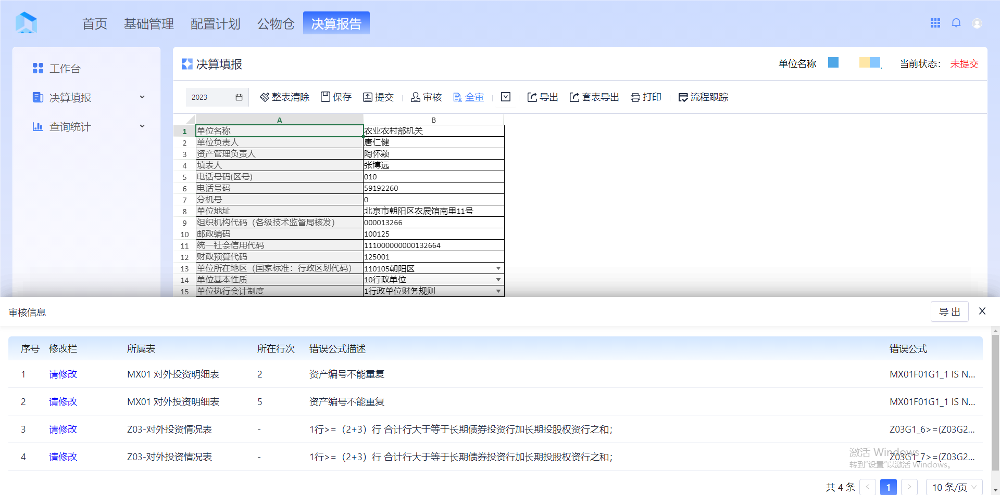 首页 基础管理 配置计划 公物仓 决算报告
工作台
决算填报
查询统计
决算填报
单位名称 当前状态： 未提交
2023 整表清除 保存 提交 审核 全审 导出 套表导出 打印 流程跟踪
A B
1 单位名称 农业农村部机关
2 单位负责人 唐仁健
3 资产管理负责人 陶怀颖
4 填表人 张博远
5 电话号码(区号) 010
6 电话号码 59192260
7 分机号 0
8 单位地址 北京市朝阳区农展馆南里11号
9 组织机构代码（各级技术监督局核发） 000013266
10 邮政编码 100125
11 统一社会信用代码 111000000000132664
12 财政预算代码 125001
13 单位所在地区（国家标准：行政区划代码） 110105朝阳区
14 单位基本性质 10行政单位
15 单位执行会计制度 1行政单位财务规则
审核信息 导 出 X
序号 修改栏 所属表 所在行次 错误公式描述 错误公式
1 请修改 MX01 对外投资明细表 2 资产编号不能重复 MX01F01G1_1 IS N...
2 请修改 MX01 对外投资明细表 5 资产编号不能重复 MX01F01G1_1 IS N...
3 请修改 Z03-对外投资情况表 - 1行>=（2+3）行 合计行大于等于长期债券投资行加长期投股权资行之和； Z03G1_6>=(Z03G2...
4 请修改 Z03-对外投资情况表 - 1行>=（2+3）行 合计行大于等于长期债券投资行加长期投股权资行之和； Z03G1_7>=(Z03G2...
激活 Windows
转到“设置”以激活 Windows。
共 4 条 < 1 > 10 条/页